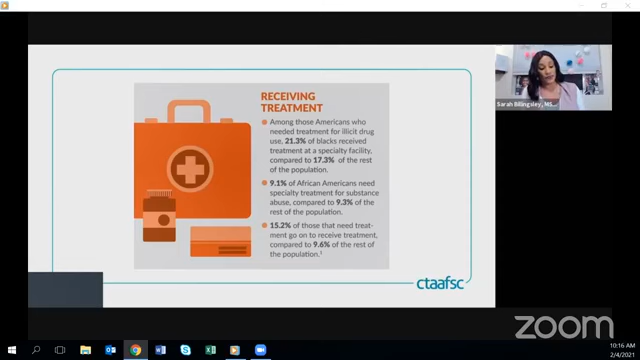 RECEIVING
TREATMENT
Among those Americans who
needed treatment for illicit drug
use, 21.3% of blacks received
treatment at a specialty facility,
compared to 17.3% of the rest
of the population.
9.1% of African Americans need
specialty treatment for substance
abuse, compared to 9.3% of the
rest of the population.
15.2% of those that need treat-
ment go on to receive treatment,
compared to 9.6% of the rest of
the population.¹
ctaafsc
Sarah Bilingsley, MS...
zoom
10:16 AM
2/4/2021